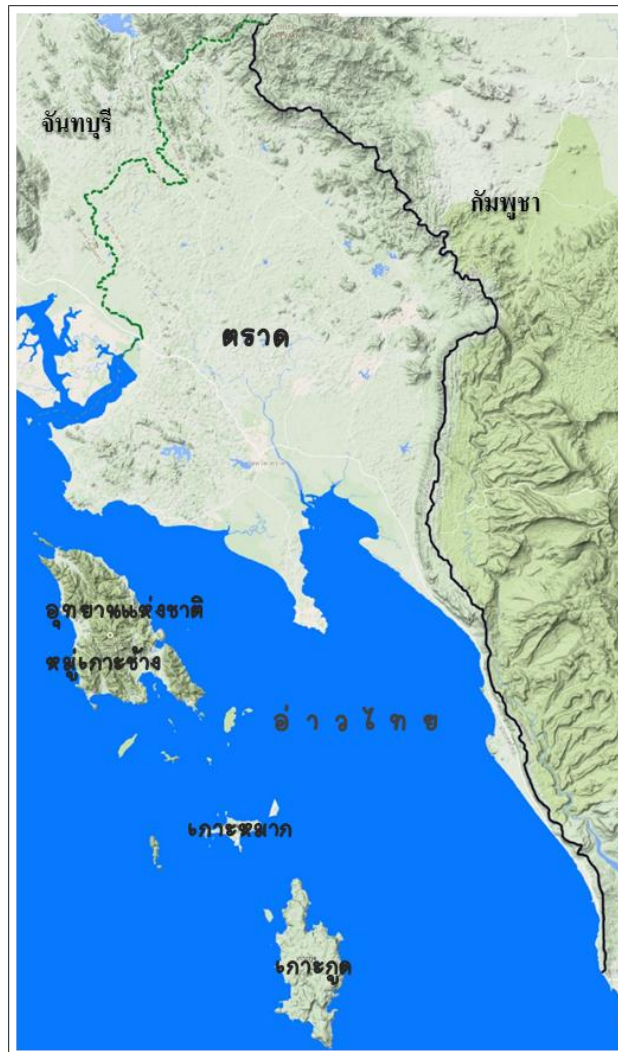 จันทบุรี
กัมพูชา
ตราด
อุทยานแห่งชาติ
หมู่เกาะช้าง
อ่าวไทย
เกาะหมาก
เกาะกูด